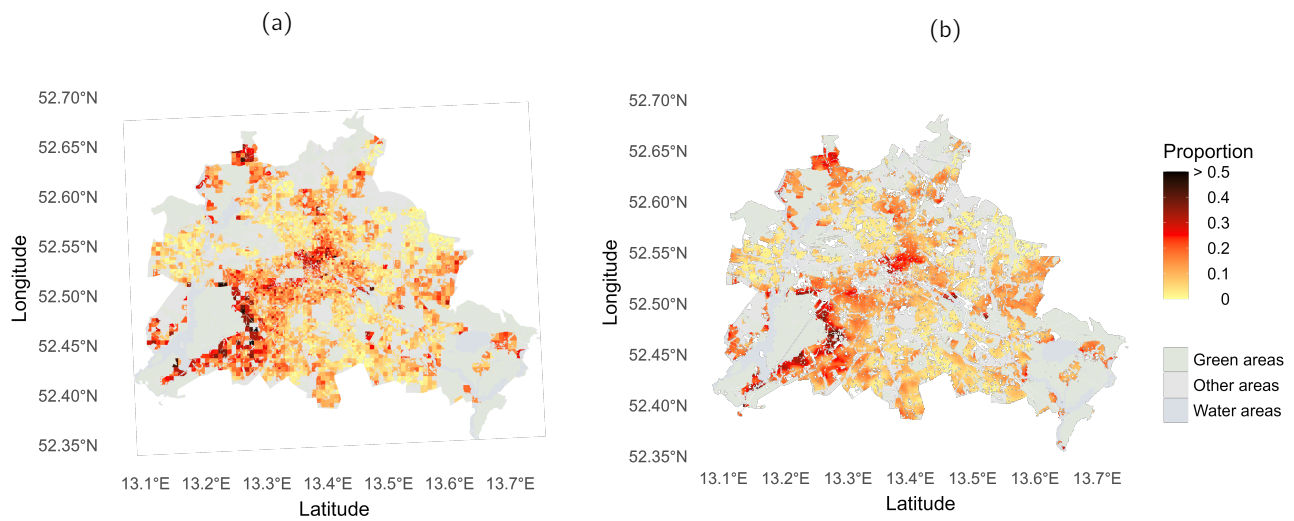 (a)
(b)
52.70°N
52.65°N
52.60°N
52.55°N
52.50°N
52.45°N
52.40°N
52.35°N
Longitude
13.1°E 13.2°E 13.3°E 13.4°E 13.5°E 13.6°E 13.7°E
Latitude
52.70°N
52.65°N
52.60°N
52.55°N
52.50°N
52.45°N
52.40°N
52.35°N
Longitude
13.1°E 13.2°E 13.3°E 13.4°E 13.5°E 13.6°E 13.7°E
Latitude
Proportion
> 0.5
0.4
0.3
0.2
0.1
0
Green areas
Other areas
Water areas